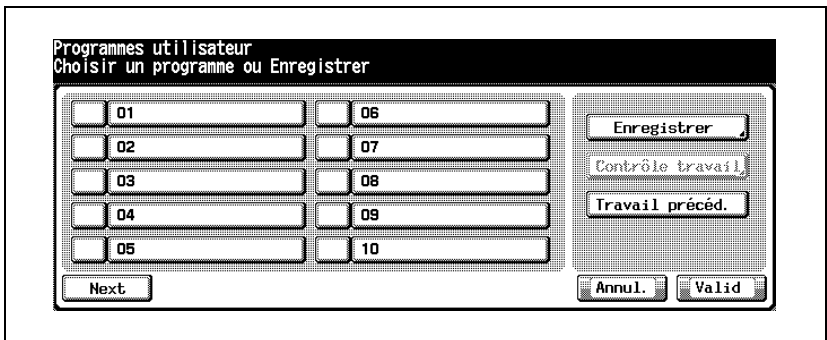 Programmes utilisateur
Choisir un programme ou Enregistrer
01 06
02 07
03 08
04 09
05 10
Enregistrer
Contrôle travail
Travail précéd.
Next
Annul. Valid